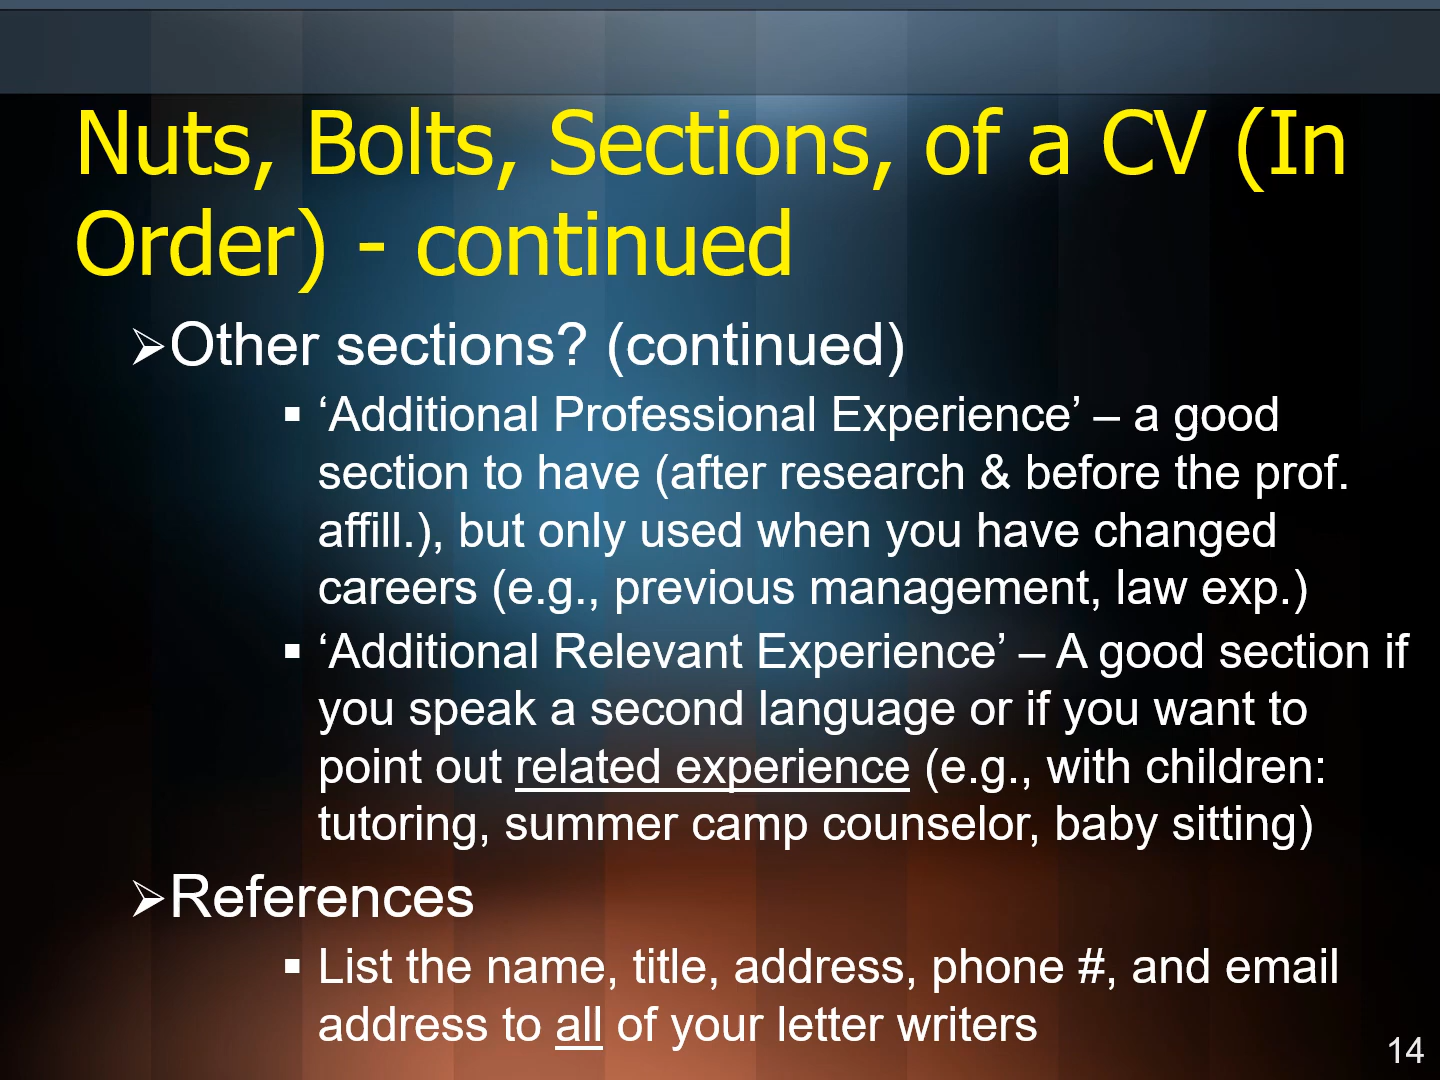 Nuts, Bolts, Sections, of a CV (In
Order) - continued
➢Other sections? (continued)
▪ ‘Additional Professional Experience’ – a good
section to have (after research & before the prof.
affill.), but only used when you have changed
careers (e.g., previous management, law exp.)
▪ ‘Additional Relevant Experience’ – A good section if
you speak a second language or if you want to
point out related experience (e.g., with children:
tutoring, summer camp counselor, baby sitting)
➢References
▪ List the name, title, address, phone #, and email
address to all of your letter writers
14